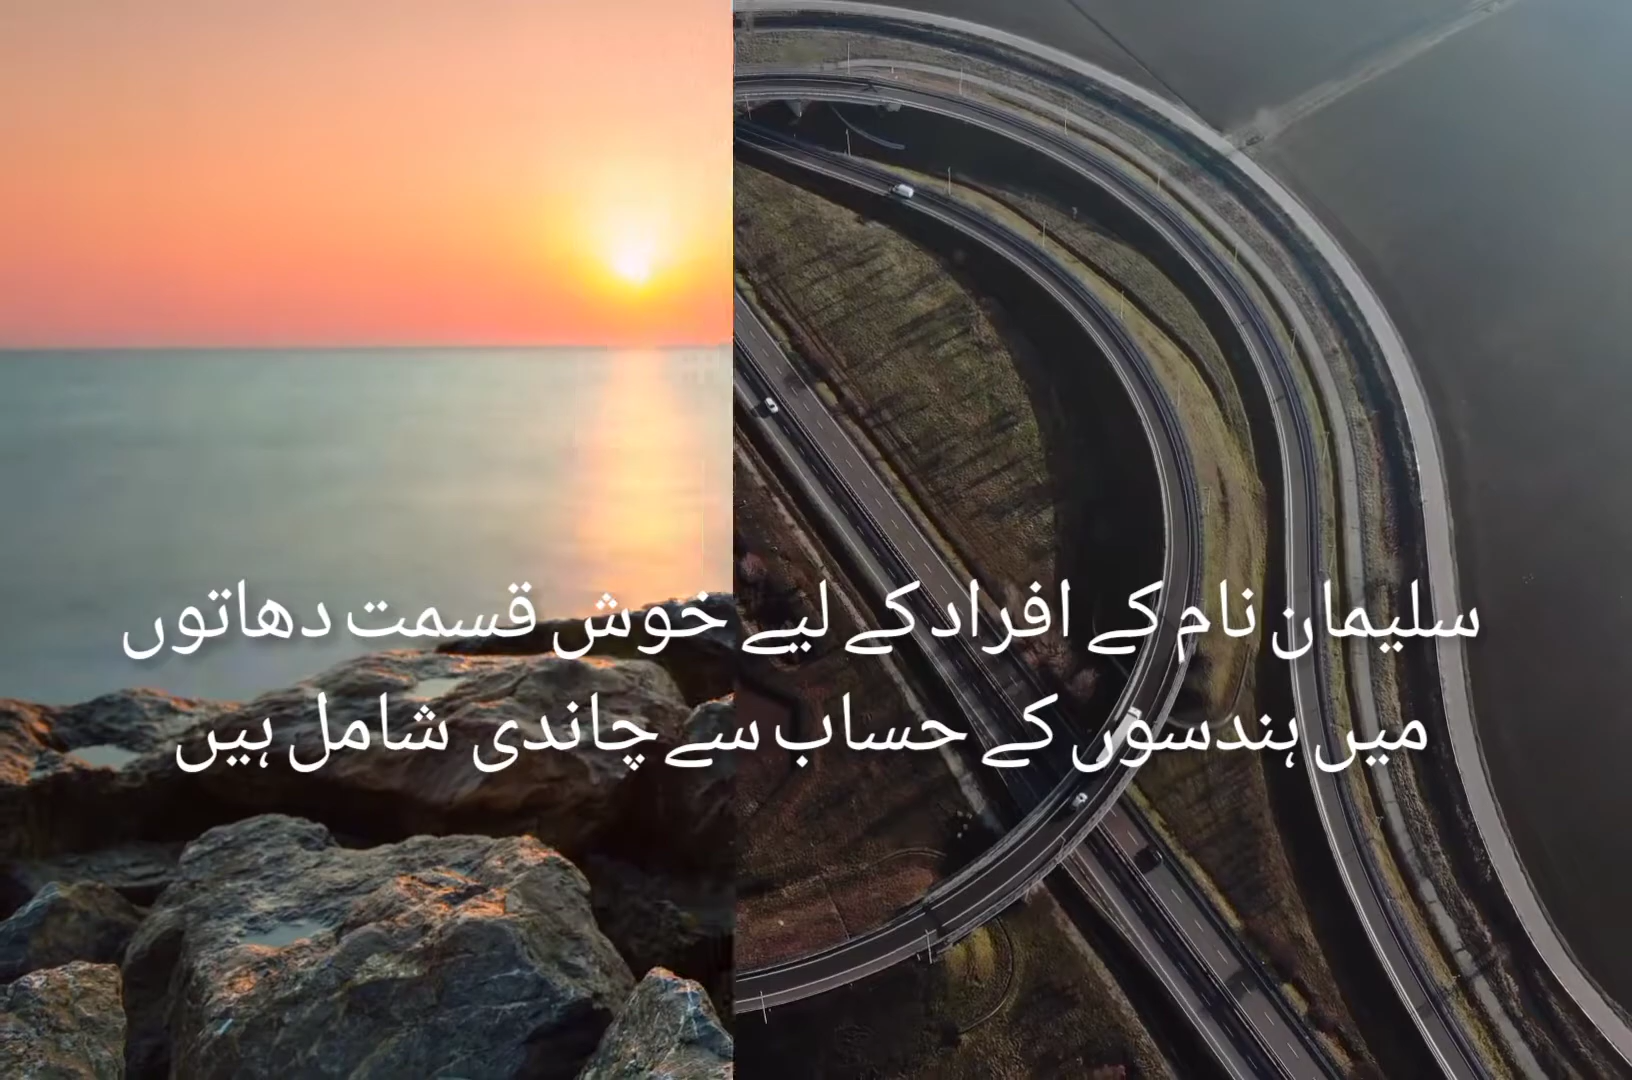 سلیمان نام کے افراد کے لیے خوش قسمت دھاتوں
میں ہندسوں کے حساب سے چاندی شامل ہیں